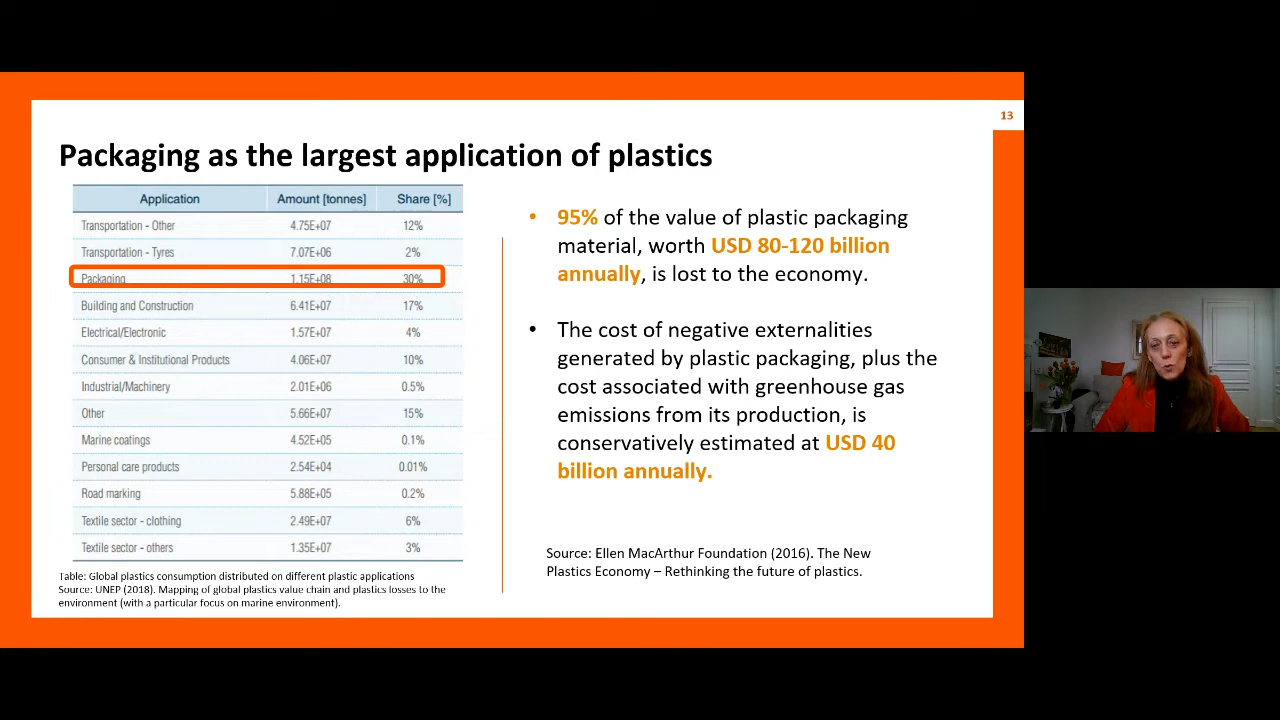 13
Packaging as the largest application of plastics
Application Amount [tonnes] Share [%]
Transportation - Other 4.75E+07 12%
Transportation - Tyres 7.07E+06 2%
Packaging 1.15E+08 30%
Building and Construction 6.41E+07 17%
Electrical/Electronic 1.57E+07 4%
Consumer & Institutional Products 4.06E+07 10%
Industrial/Machinery 2.01E+06 0.5%
Other 5.66E+07 15%
Marine coatings 4.52E+05 0.1%
Personal care products 2.54E+04 0.01%
Road marking 5.88E+05 0.2%
Textile sector - clothing 2.49E+07 6%
Textile sector - others 1.35E+07 3%
Table: Global plastics consumption distributed on different plastic applications
Source: UNEP (2018). Mapping of global plastics value chain and plastics losses to the
environment (with a particular focus on marine environment).
• 95% of the value of plastic packaging
material, worth USD 80-120 billion
annually, is lost to the economy.
• The cost of negative externalities
generated by plastic packaging, plus the
cost associated with greenhouse gas
emissions from its production, is
conservatively estimated at USD 40
billion annually.
Source: Ellen MacArthur Foundation (2016). The New
Plastics Economy – Rethinking the future of plastics.